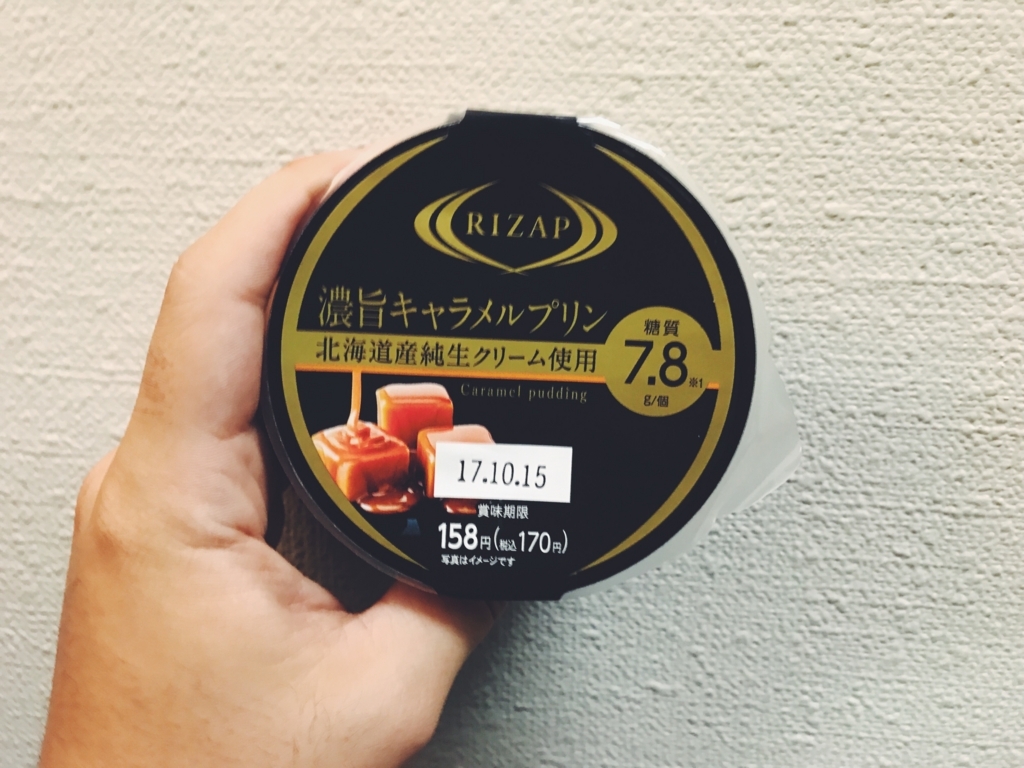 RIZAP
濃旨キャラメルプリン
北海道産純生クリーム使用
糖質
7.8※1
g/個
Caramel pudding
17.10.15
賞味期限
158円(税込170円)
写真はイメージです